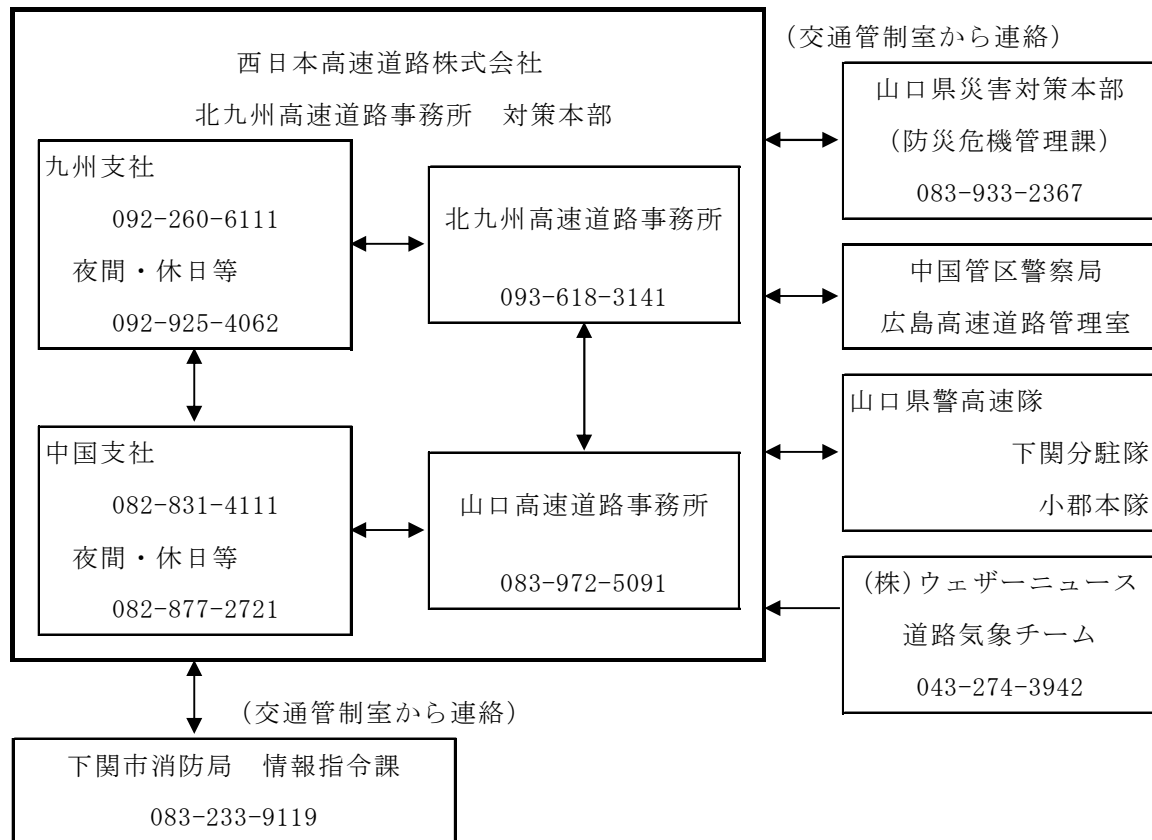 西日本高速道路株式会社
北九州高速道路事務所　対策本部
九州支社
092-260-6111
夜間・休日等
092-925-4062
北九州高速道路事務所
093-618-3141
中国支社
082-831-4111
夜間・休日等
082-877-2721
山口高速道路事務所
083-972-5091
(交通管制室から連絡)
山口県災害対策本部
(防災危機管理課)
083-933-2367
中国管区警察局
広島高速道路管理室
山口県警高速隊
下関分駐隊
小郡本隊
(株)ウェザーニュース
道路気象チーム
043-274-3942
(交通管制室から連絡)
下関市消防局　情報指令課
083-233-9119